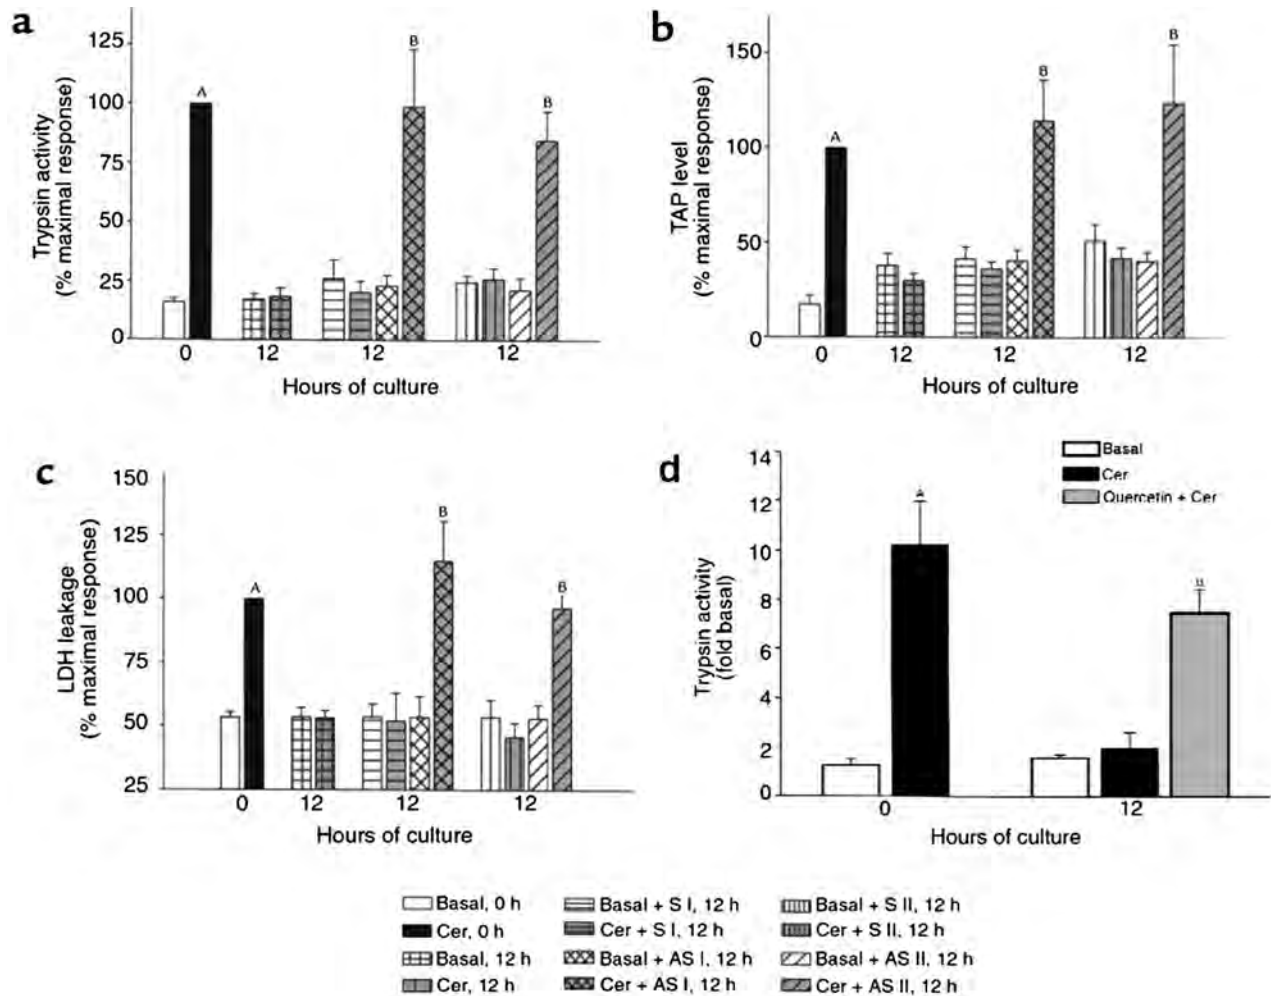 a
Trypsin activity
(% maximal response)
125
100
75
50
25
0
A
B
B
0
12
12
12
Hours of culture
b
TAP level
(% maximal response)
150
100
50
0
A
B
B
0
12
12
12
Hours of culture
c
LDH leakage
(% maximal response)
150
125
100
75
50
25
A
B
B
0
12
12
12
Hours of culture
d
Basal
Cer
Quercetin + Cer
Trypsin activity
(fold basal)
14
12
10
8
6
4
2
0
A
B
0
12
Hours of culture
Basal, 0 h
Cer, 0 h
Basal, 12 h
Cer, 12 h
Basal + S I, 12 h
Cer + S I, 12 h
Basal + AS I, 12 h
Cer + AS I, 12 h
Basal + S II, 12 h
Cer + S II, 12 h
Basal + AS II, 12 h
Cer + AS II, 12 h